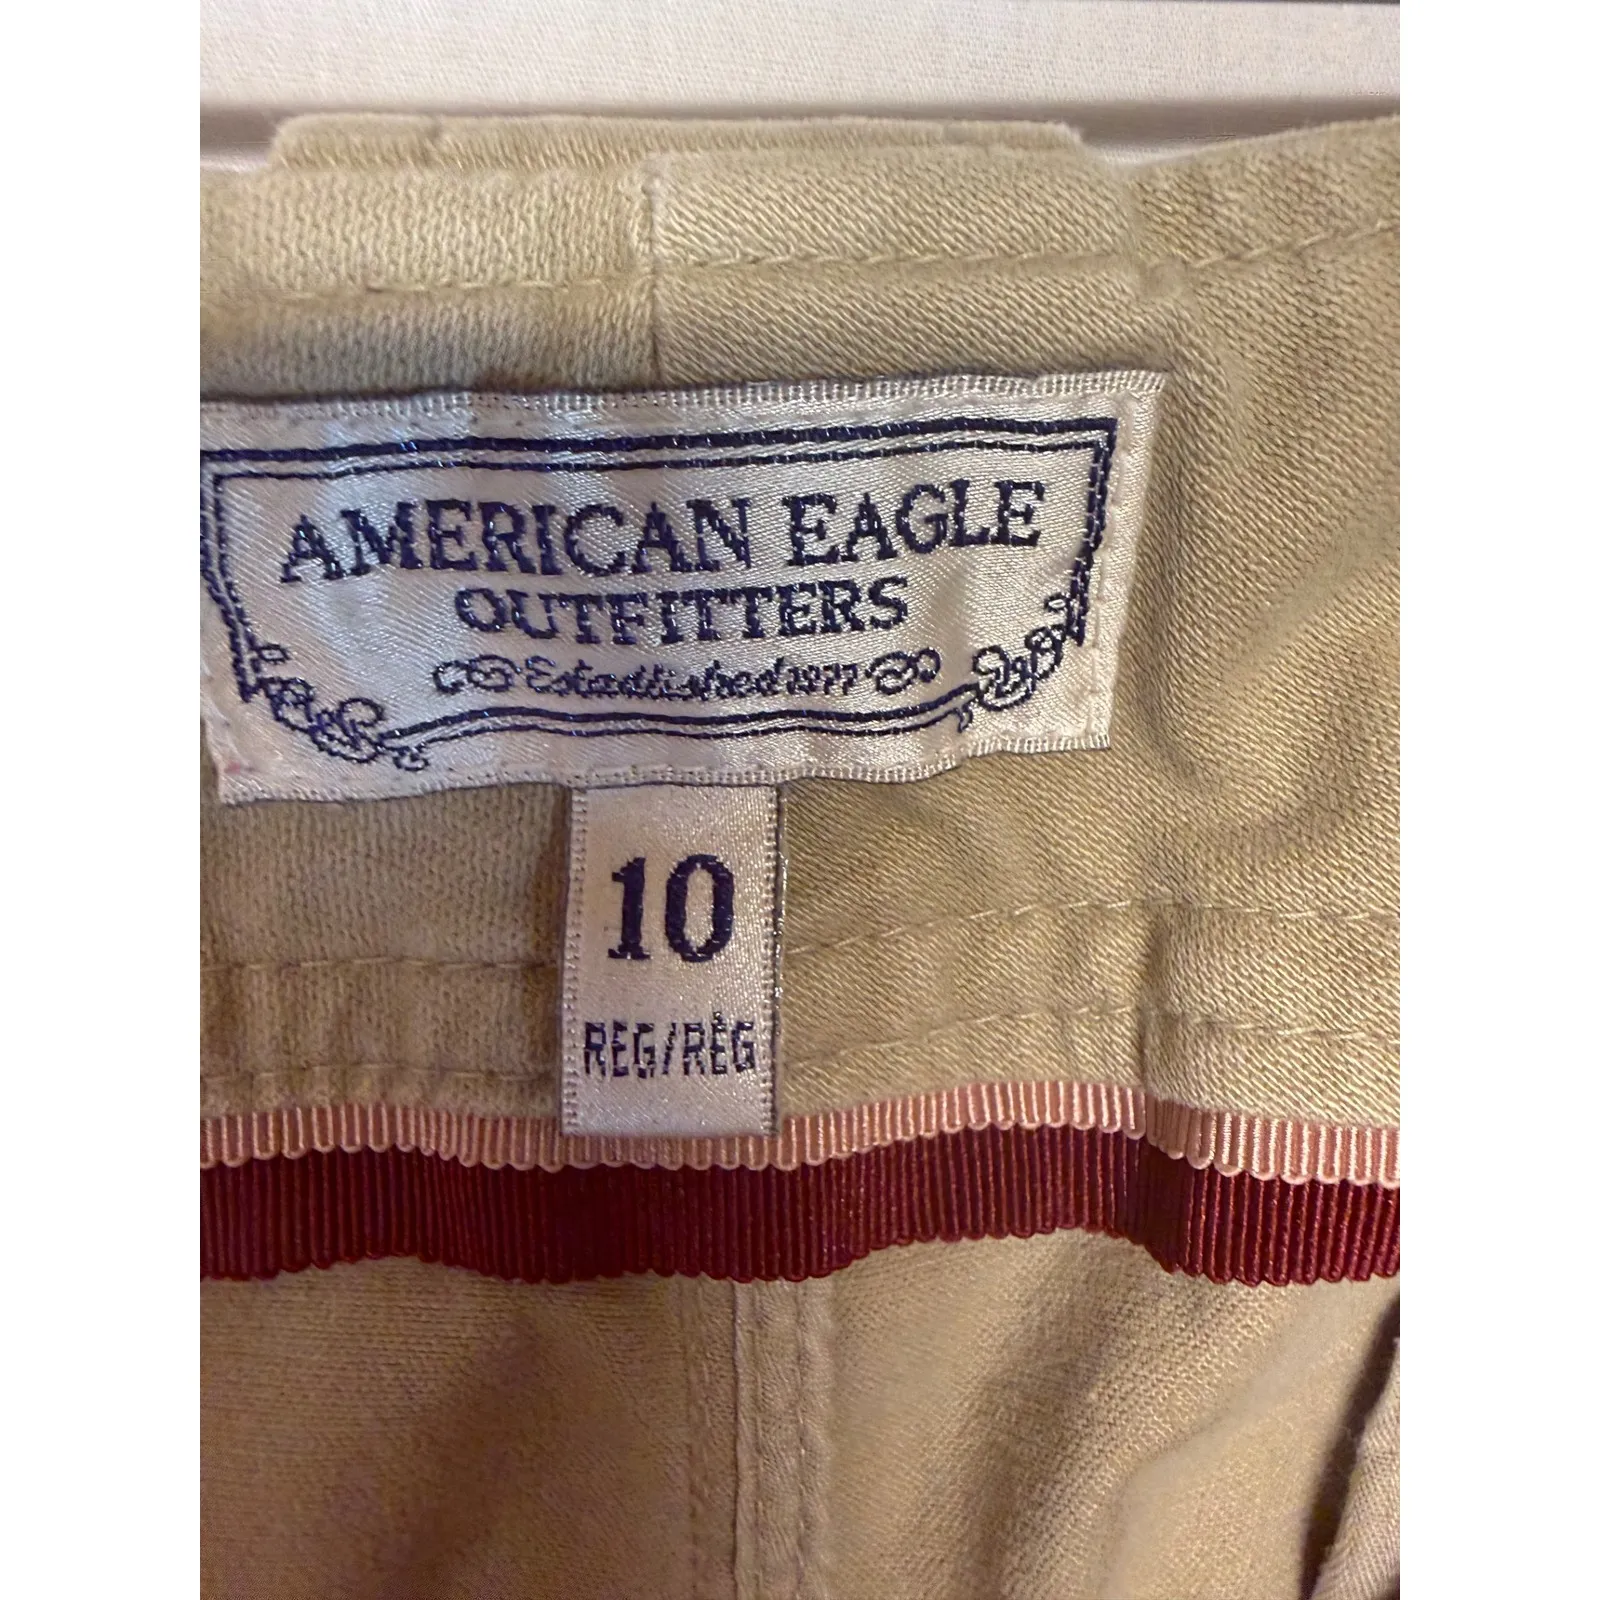 AMERICAN EAGLE
OUTFITTERS
Established 1977
10
REG/RÉG